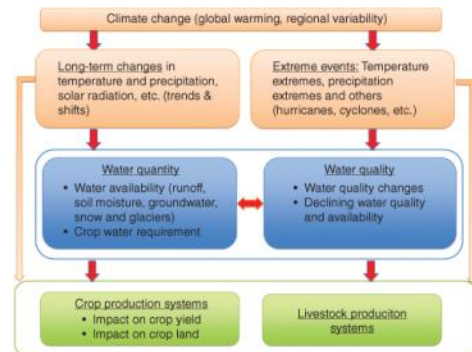 Climate change (global warming, regional variability)
Long-term changes in
temperature and precipitation,
solar radiation, etc. (trends &
shifts)
Extreme events: Temperature
extremes, precipitation
extremes and others
(hurricanes, cyclones, etc.)
Water quantity
• Water availability (runoff,
soil moisture, groundwater,
snow and glaciers)
• Crop water requirement
Water quality
• Water quality changes
• Declining water quality
and availability
Crop production systems
• Impact on crop yield
• Impact on crop land
Livestock produciton
systems